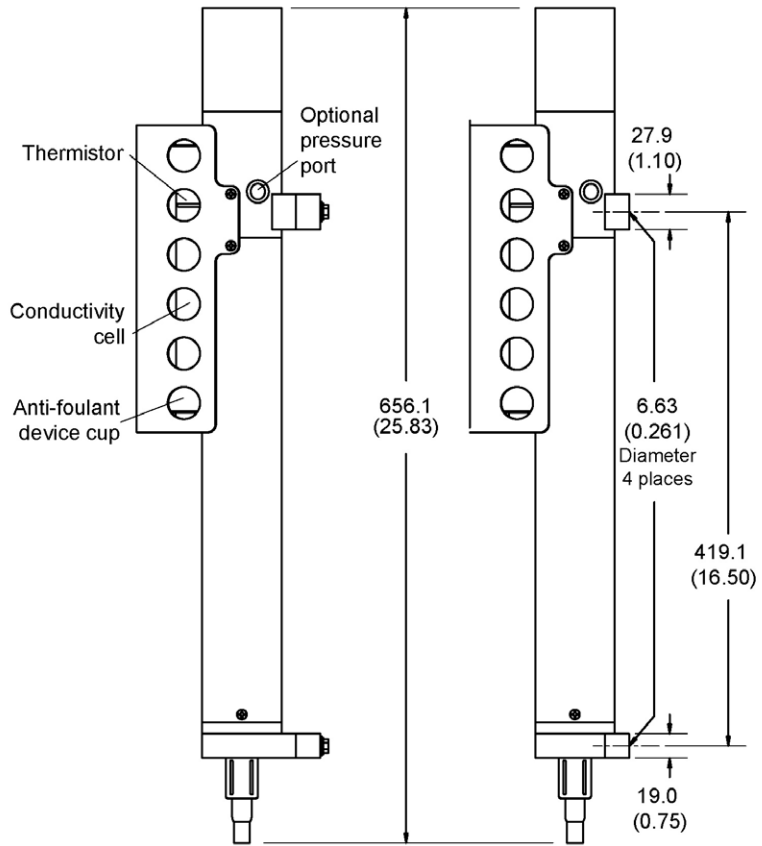 Thermistor
Optional
pressure
port
Conductivity
cell
Anti-foulant
device cup
656.1
(25.83)
27.9
(1.10)
6.63
(0.261)
Diameter
4 places
419.1
(16.50)
19.0
(0.75)